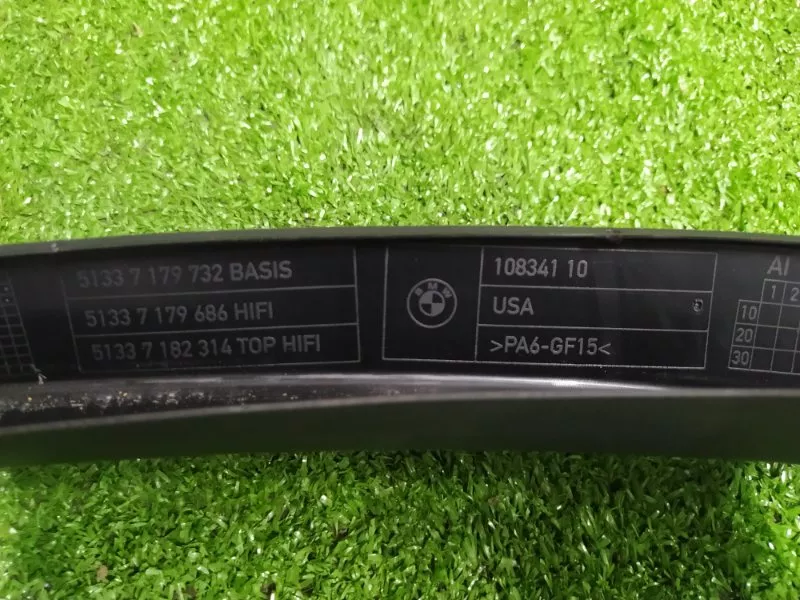 5133 7 179 732 BASIS
5133 7 179 686 HIFI
5133 7 182 314 TOP HIFI
BMW
108341 10
USA
>PA6-GF15<
AI
1 2
10
20
30